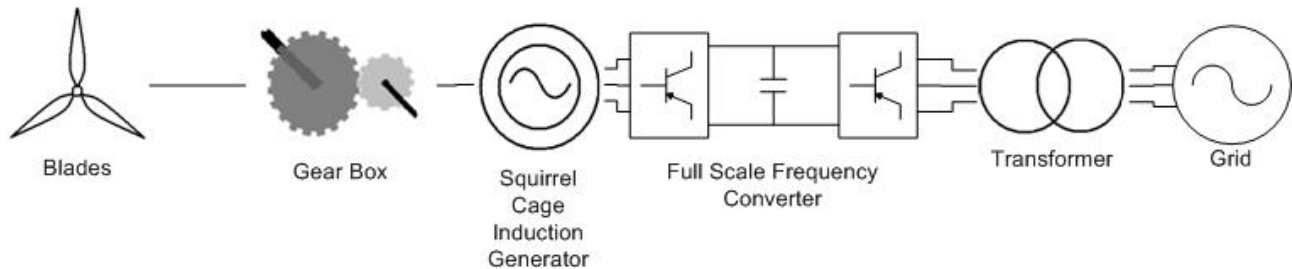 Blades
Gear Box
Squirrel
Cage
Induction
Generator
Full Scale Frequency
Converter
Transformer
Grid